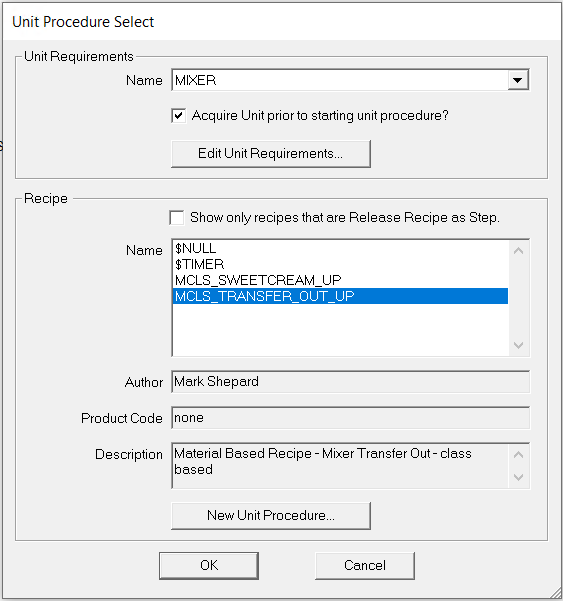 Unit Procedure Select
Unit Requirements
Name
MIXER
Acquire Unit prior to starting unit procedure?
Edit Unit Requirements...
Recipe
Show only recipes that are Release Recipe as Step.
Name
$NULL
$TIMER
MCLS_SWEETCREAM_UP
MCLS_TRANSFER_OUT_UP
Author
Mark Shepard
Product Code
none
Description
Material Based Recipe - Mixer Transfer Out - class
based
New Unit Procedure...
OK
Cancel